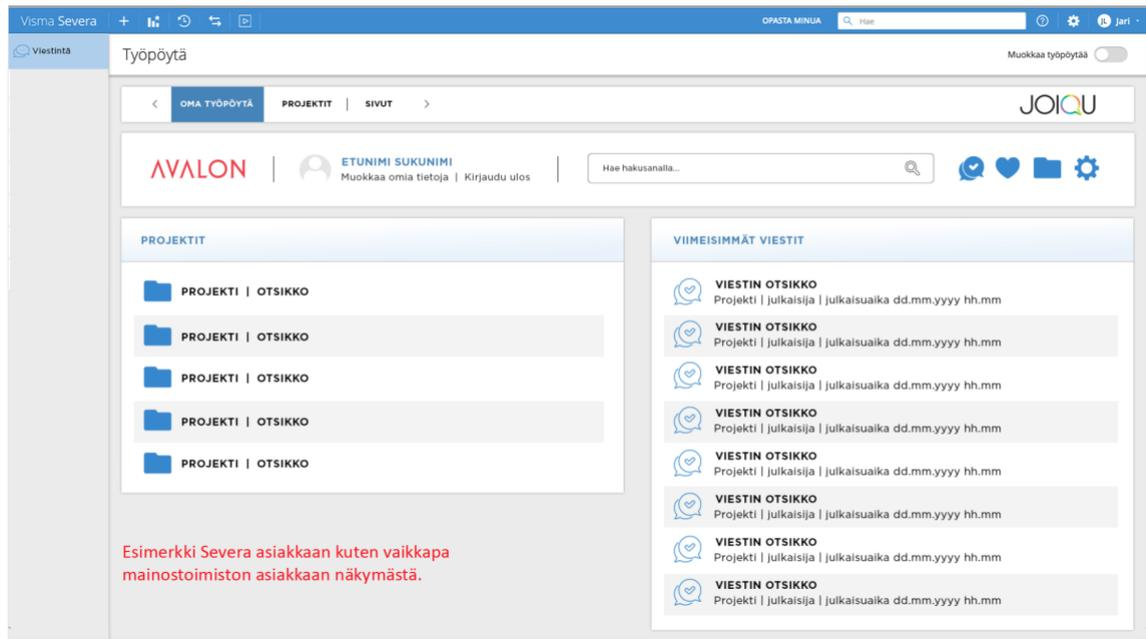 Visma Severa
OPASTA MINUA
Hae
JL Jari
Viestintä
Työpöytä
Muokkaa työpöytää
OMA TYÖPÖYTÄ PROJEKTIT | SIVUT
JOIQU
AVALON
ETUNIMI SUKUNIMI
Muokkaa omia tietoja | Kirjaudu ulos
Hae hakusanalla...
PROJEKTIT
PROJEKTI | OTSIKKO
PROJEKTI | OTSIKKO
PROJEKTI | OTSIKKO
PROJEKTI | OTSIKKO
PROJEKTI | OTSIKKO
Esimerkki Severa asiakkaan kuten vaikkapa
mainostoimiston asiakkaan näkymästä.
VIIMEISIMMÄT VIESTIT
VIESTIN OTSIKKO
Projekti | julkaisija | julkaisuaika dd.mm.yyyy hh.mm
VIESTIN OTSIKKO
Projekti | julkaisija | julkaisuaika dd.mm.yyyy hh.mm
VIESTIN OTSIKKO
Projekti | julkaisija | julkaisuaika dd.mm.yyyy hh.mm
VIESTIN OTSIKKO
Projekti | julkaisija | julkaisuaika dd.mm.yyyy hh.mm
VIESTIN OTSIKKO
Projekti | julkaisija | julkaisuaika dd.mm.yyyy hh.mm
VIESTIN OTSIKKO
Projekti | julkaisija | julkaisuaika dd.mm.yyyy hh.mm
VIESTIN OTSIKKO
Projekti | julkaisija | julkaisuaika dd.mm.yyyy hh.mm
VIESTIN OTSIKKO
Projekti | julkaisija | julkaisuaika dd.mm.yyyy hh.mm